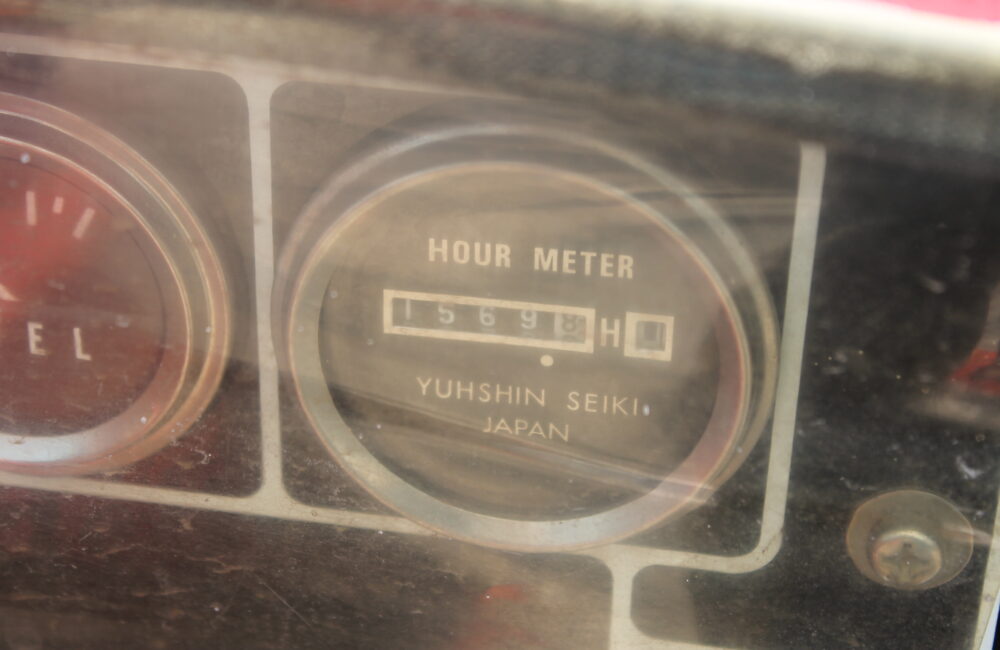 HOUR METER
15698 H
YUHSHIN SEIKI
JAPAN
EL